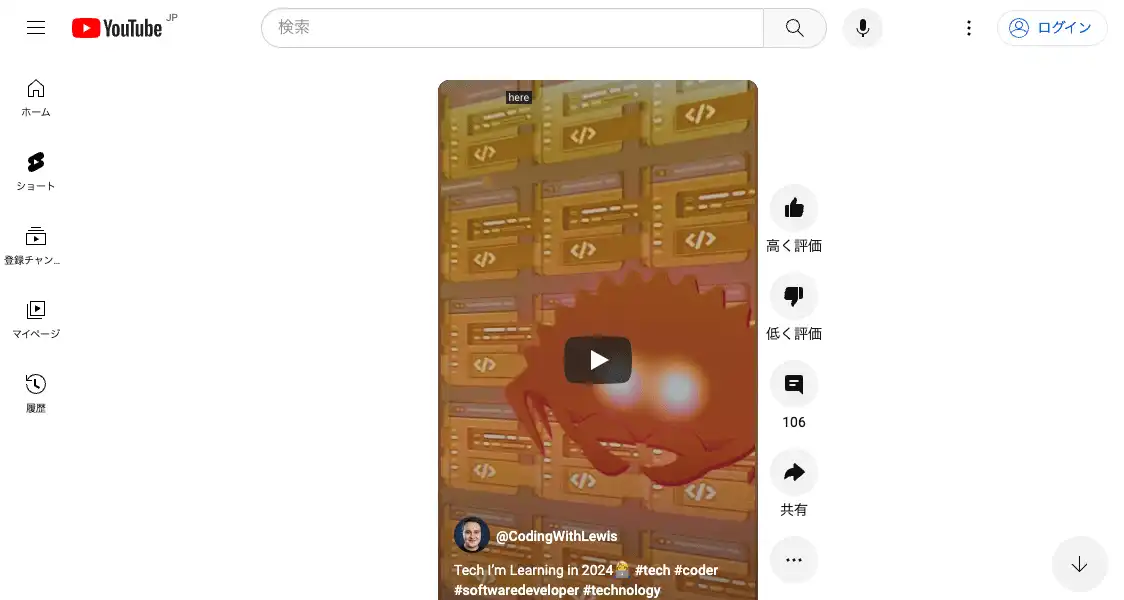 YouTube JP
検索
ログイン
ホーム
ショート
登録チャン...
マイページ
履歴
here
</>
</>
</>
</>
</>
</>
</>
</>
</>
</>
高く評価
低く評価
106
共有
@CodingWithLewis
Tech I'm Learning in 2024 #tech #coder
#softwaredeveloper #technology